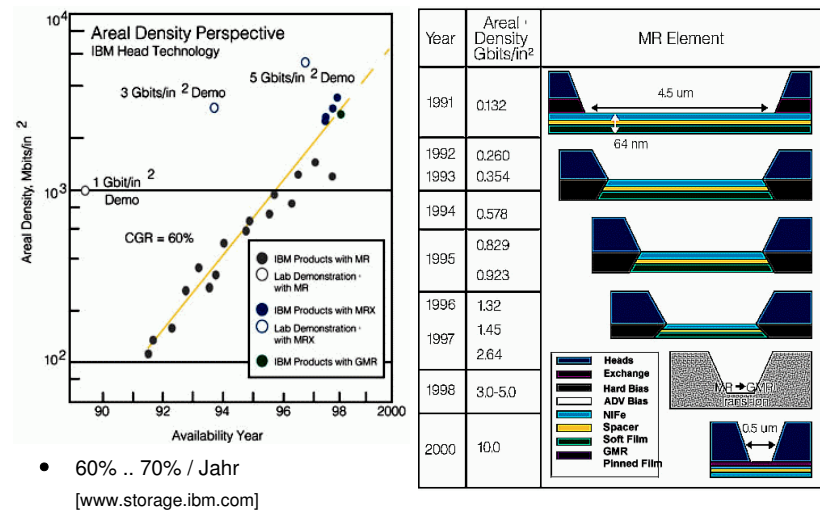 Areal Density Perspective
IBM Head Technology
10⁴
5 Gbits/in ² Demo
3 Gbits/in ² Demo
1 Gbit/in ²
Demo
10³
CGR = 60%
10²
Areal Density, Mbits/in ²
IBM Products with MR
Lab Demonstration
with MR
IBM Products with MRX
Lab Demonstration
with MRX
IBM Products with GMR
90 92 94 96 98 2000
Availability Year
Year Areal Density Gbits/in² MR Element
1991 0.132
4.5 um
64 nm
1992 0.260
1993 0.354
1994 0.578
1995 0.829
0.923
1996 1.32
1997 1.45
2.64
1998 3.0-5.0
2000 10.0
Heads
Exchange
Hard Bias
ADV Bias
NIFe
Spacer
Soft Film
GMR
Pinned Film
MR → GMR
0.5 um
• 60% .. 70% / Jahr
[www.storage.ibm.com]